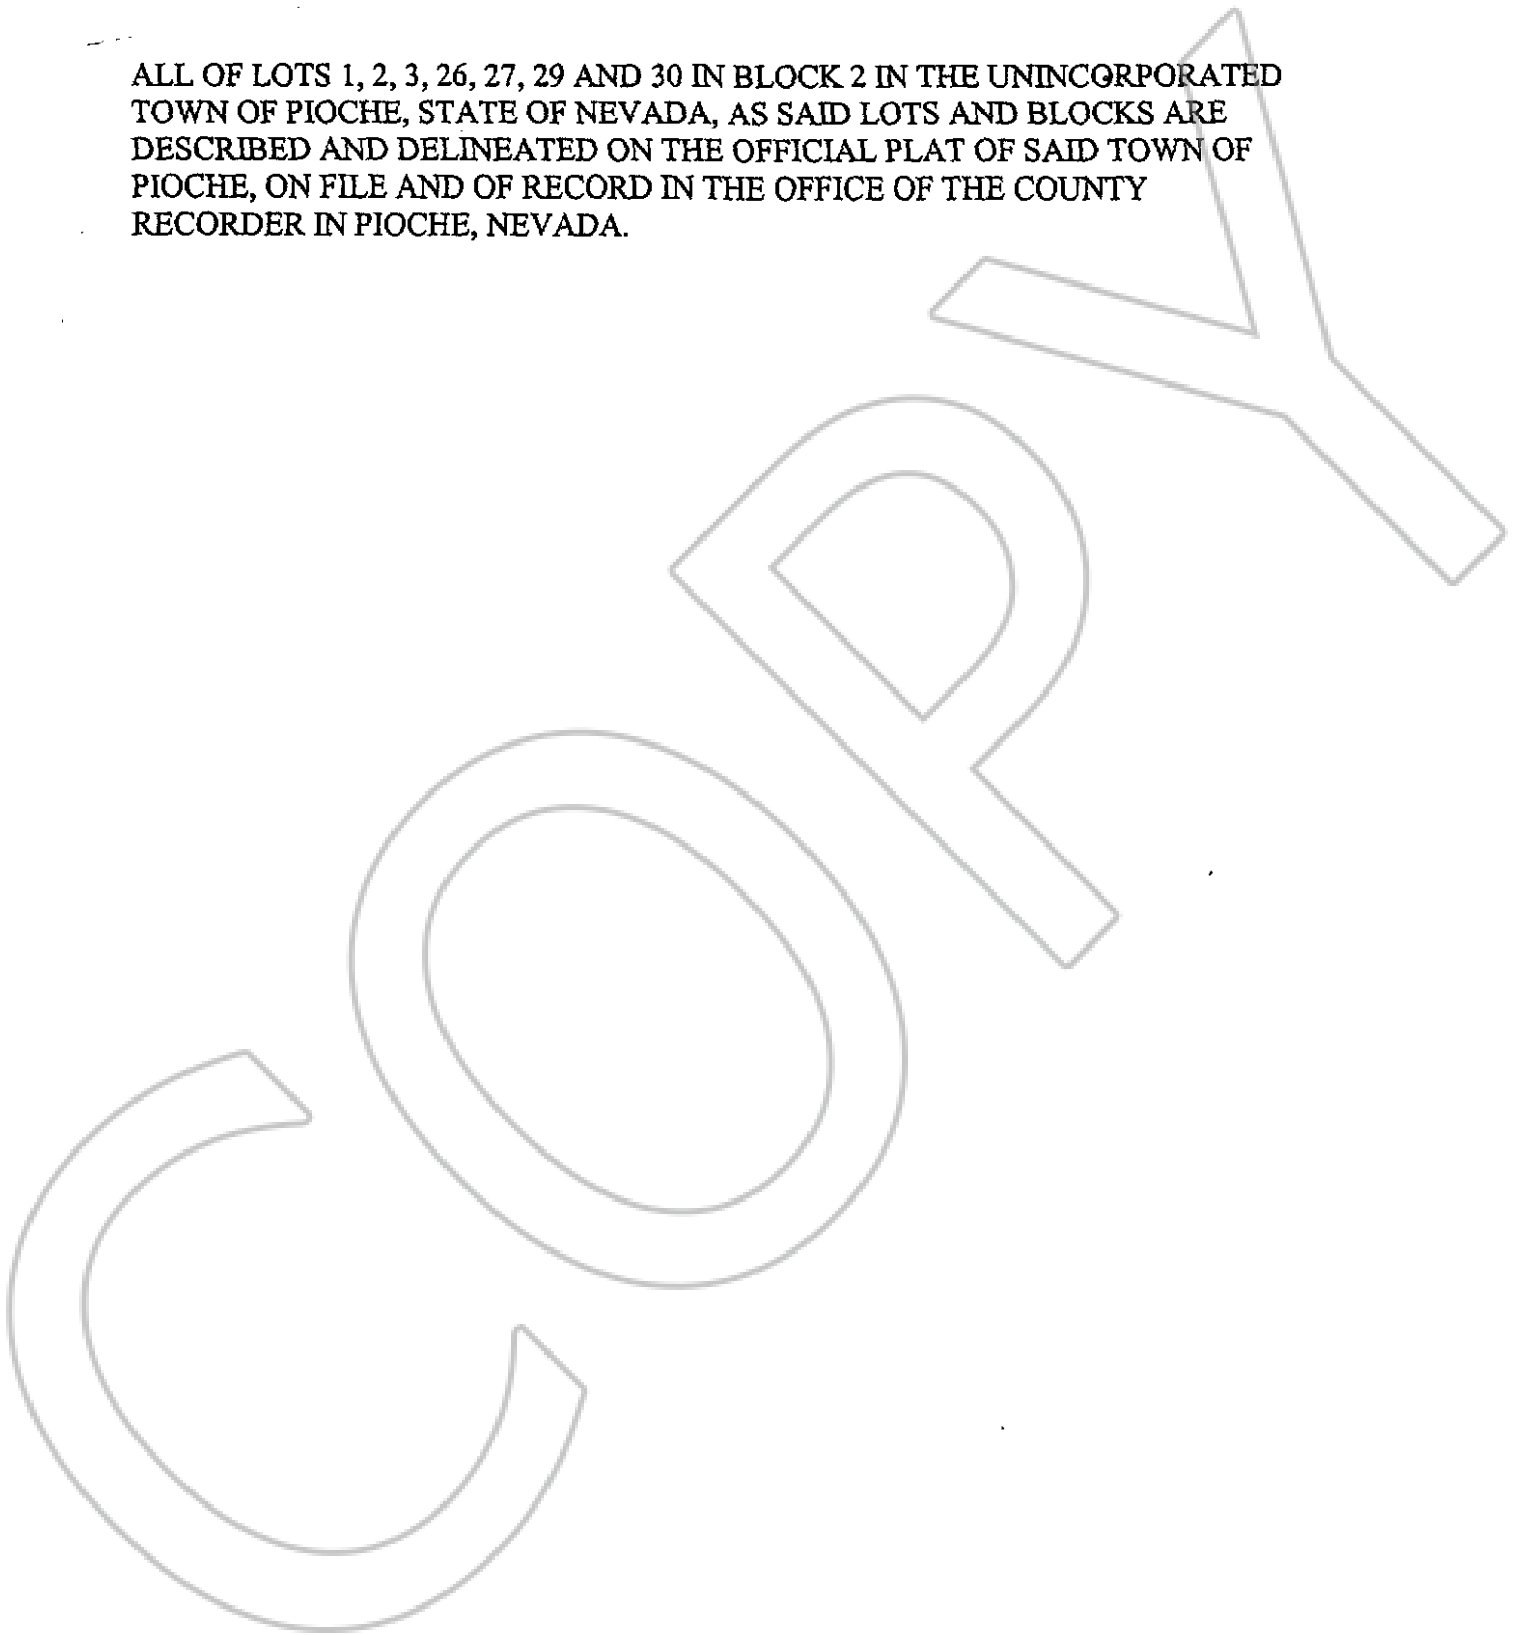 ALL OF LOTS 1, 2, 3, 26, 27, 29 AND 30 IN BLOCK 2 IN THE UNINCORPORATED
TOWN OF PIOCHE, STATE OF NEVADA, AS SAID LOTS AND BLOCKS ARE
DESCRIBED AND DELINEATED ON THE OFFICIAL PLAT OF SAID TOWN OF
PIOCHE, ON FILE AND OF RECORD IN THE OFFICE OF THE COUNTY
RECORDER IN PIOCHE, NEVADA.
COPY